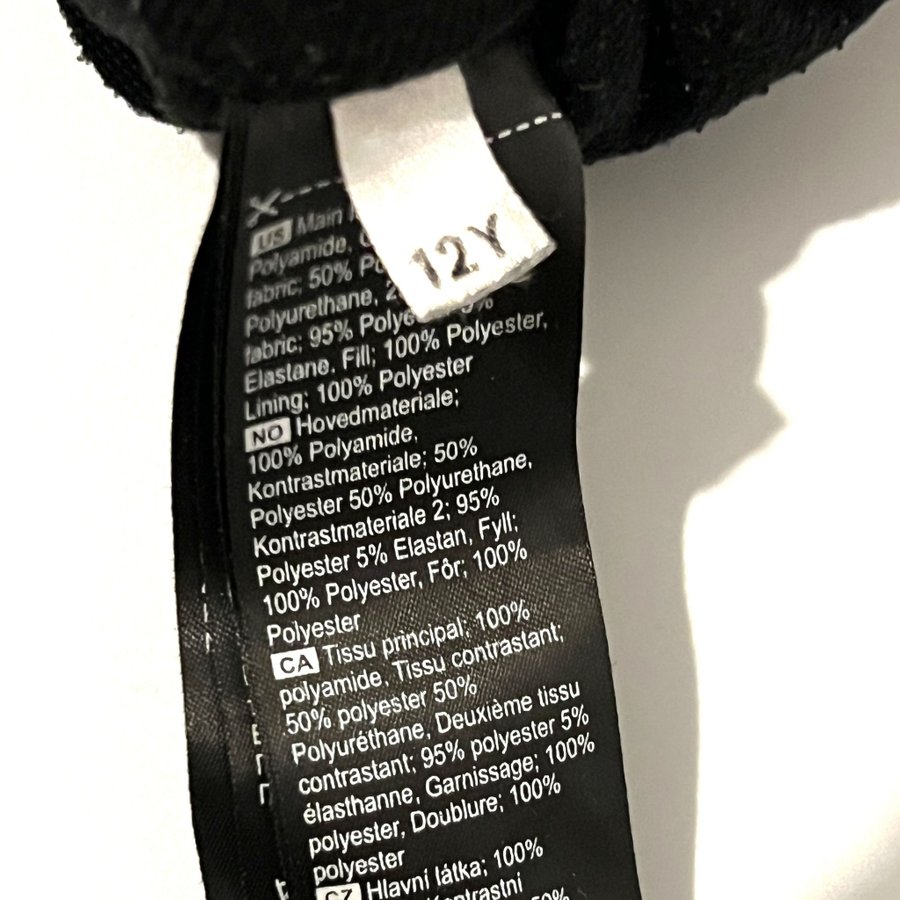 12Y
US Main
Polyamide,
fabric; 50%
Polyurethane,
fabric; 95%
Elastane, Fill; 100% Polyester,
Lining; 100% Polyester
NO Hovedmateriale;
100% Polyamide,
Kontrastmateriale; 50%
Polyester 50% Polyurethane,
Kontrastmateriale 2; 95%
Polyester 5% Elastan, Fyll;
100% Polyester, Fôr; 100%
Polyester
CA Tissu principal; 100%
polyamide, Tissu contrastant;
50% polyester 50%
Polyuréthane, Deuxième tissu
contrastant; 95% polyester 5%
élasthanne, Garnissage; 100%
polyester, Doublure; 100%
polyester
CZ Hlavní látka; 100%
Kontrastní
50%